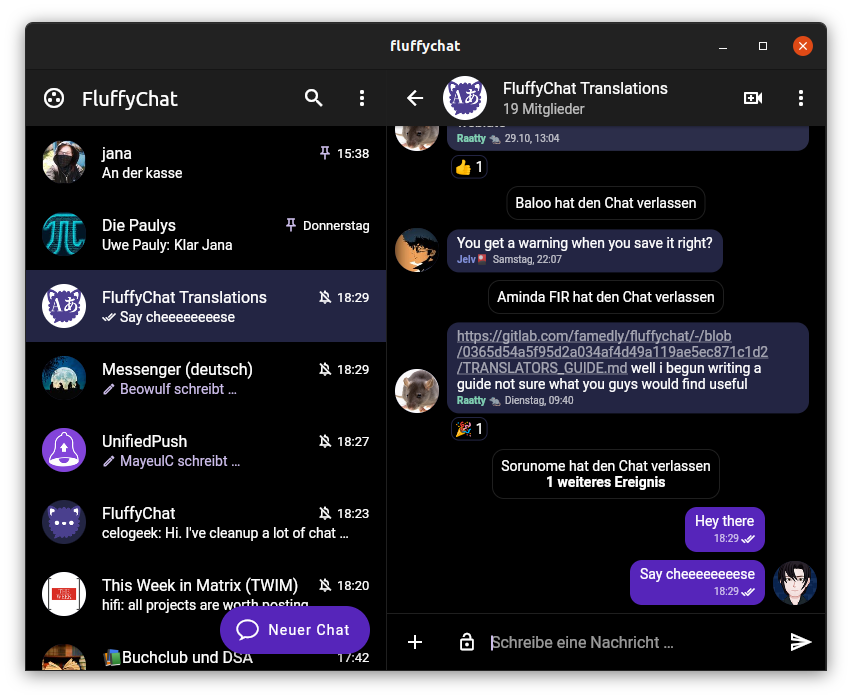 fluffychat
FluffyChat
jana
15:38
An der kasse
Die Paulys
Donnerstag
Uwe Pauly: Klar Jana
FluffyChat Translations
18:29
Say cheeeeeeeese
Messenger (deutsch)
18:29
Beowulf schreibt …
UnifiedPush
18:27
MayeulC schreibt …
FluffyChat
18:23
celogeek: Hi. I've cleanup a lot of chat …
This Week in Matrix (TWIM)
18:20
hifi: all projects are worth posting
Neuer Chat
📚Buchclub und DSA
17:42
FluffyChat Translations
19 Mitglieder
Raatty 🐀 29.10, 13:04
👍 1
Baloo hat den Chat verlassen
You get a warning when you save it right?
Jelv🎴 Samstag, 22:07
Aminda FIR hat den Chat verlassen
https://gitlab.com/famedly/fluffychat/-/blob
/0365d54a5f95d2a034af4d49a119ae5ec871c1d2
/TRANSLATORS_GUIDE.md well i begun writing a
guide not sure what you guys would find useful
Raatty 🐀 Dienstag, 09:40
🎉 1
Sorunome hat den Chat verlassen
1 weiteres Ereignis
Hey there
18:29
Say cheeeeeeeese
18:29
Schreibe eine Nachricht …